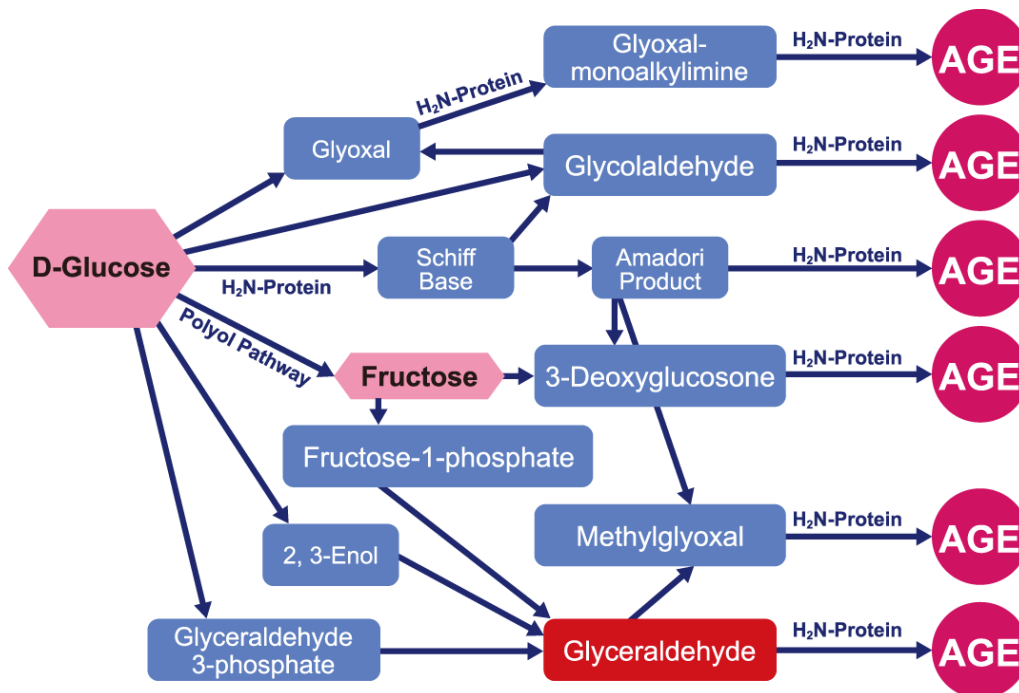 Glyoxal-
monoalkylimine
H₂N-Protein
AGE
H₂N-Protein
Glyoxal
Glycolaldehyde
H₂N-Protein
AGE
D-Glucose
H₂N-Protein
Schiff
Base
Amadori
Product
H₂N-Protein
AGE
Polyol Pathway
Fructose
3-Deoxyglucosone
H₂N-Protein
AGE
Fructose-1-phosphate
2, 3-Enol
Methylglyoxal
H₂N-Protein
AGE
Glyceraldehyde
3-phosphate
Glyceraldehyde
H₂N-Protein
AGE